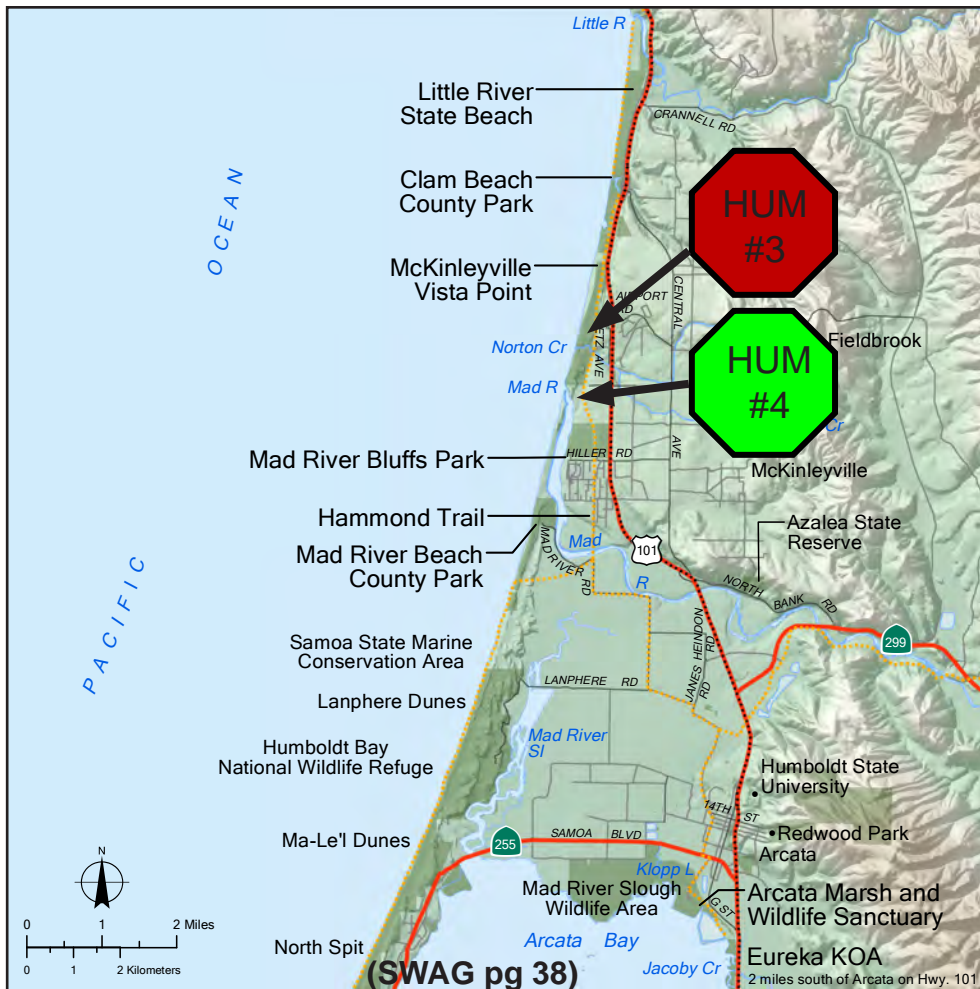 Little R
Little River
State Beach
CRANNELL RD
OCEAN
Clam Beach
County Park
HUM
#3
McKinleyville
Vista Point
AIRPORT
RD
CENTRAL
AVE
ETZ AVE
Norton Cr
Fieldbrook
Mad R
HUM
#4
Cr
HILLER RD
Mad River Bluffs Park
McKinleyville
Hammond Trail
Azalea State
Reserve
Mad River Beach
County Park
MAD RIVER
RD
Mad
R
101
NORTH BANK RD
PACIFIC
Samoa State Marine
Conservation Area
299
JANES HEINDON
RD
RD
LANPHERE RD
Lanphere Dunes
Mad River
Sl
Humboldt Bay
National Wildlife Refuge
Humboldt State
University
14TH ST
Ma-Le'l Dunes
255
SAMOA BLVD
Redwood Park
Arcata
Klopp L
N
Mad River Slough
Wildlife Area
G ST
Arcata Marsh and
Wildlife Sanctuary
0 1 2 Miles
0 1 2 Kilometers
North Spit
Arcata Bay
(SWAG pg 38)
Jacoby Cr
Eureka KOA
2 miles south of Arcata on Hwy. 101